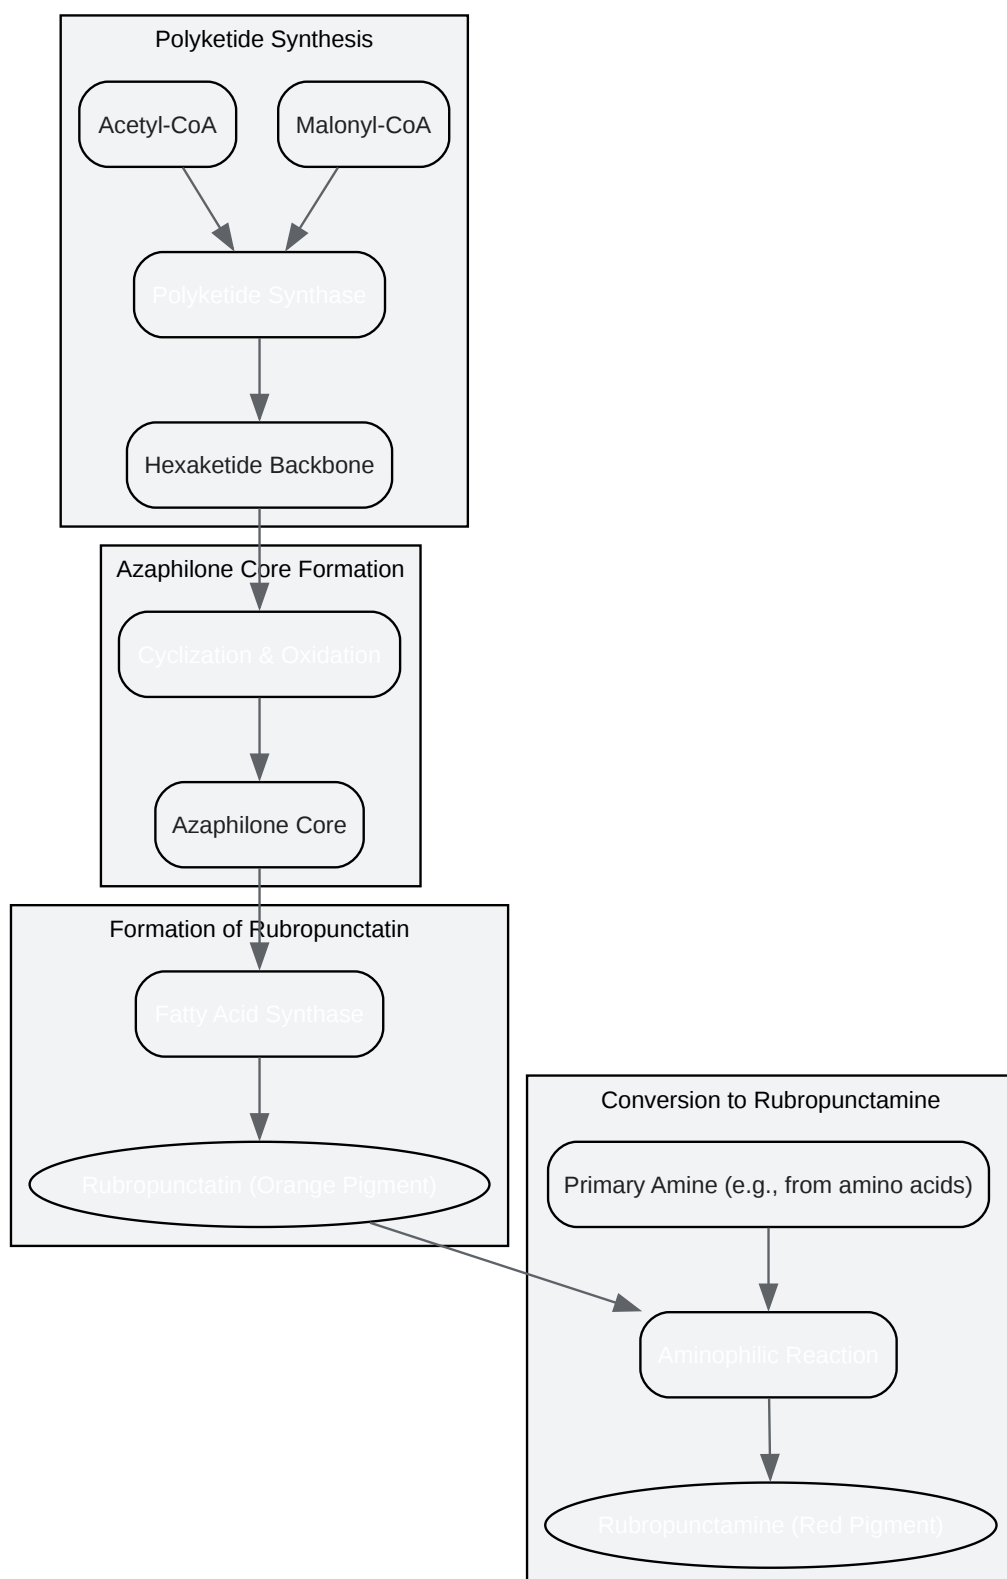 Polyketide Synthesis
Acetyl-CoA
Malonyl-CoA
Polyketide Synthase
Hexaketide Backbone
Azaphilone Core Formation
Cyclization & Oxidation
Azaphilone Core
Formation of Rubropunctatin
Fatty Acid Synthase
Rubropunctatin (Orange Pigment)
Conversion to Rubropunctamine
Primary Amine (e.g., from amino acids)
Aminophilic Reaction
Rubropunctamine (Red Pigment)